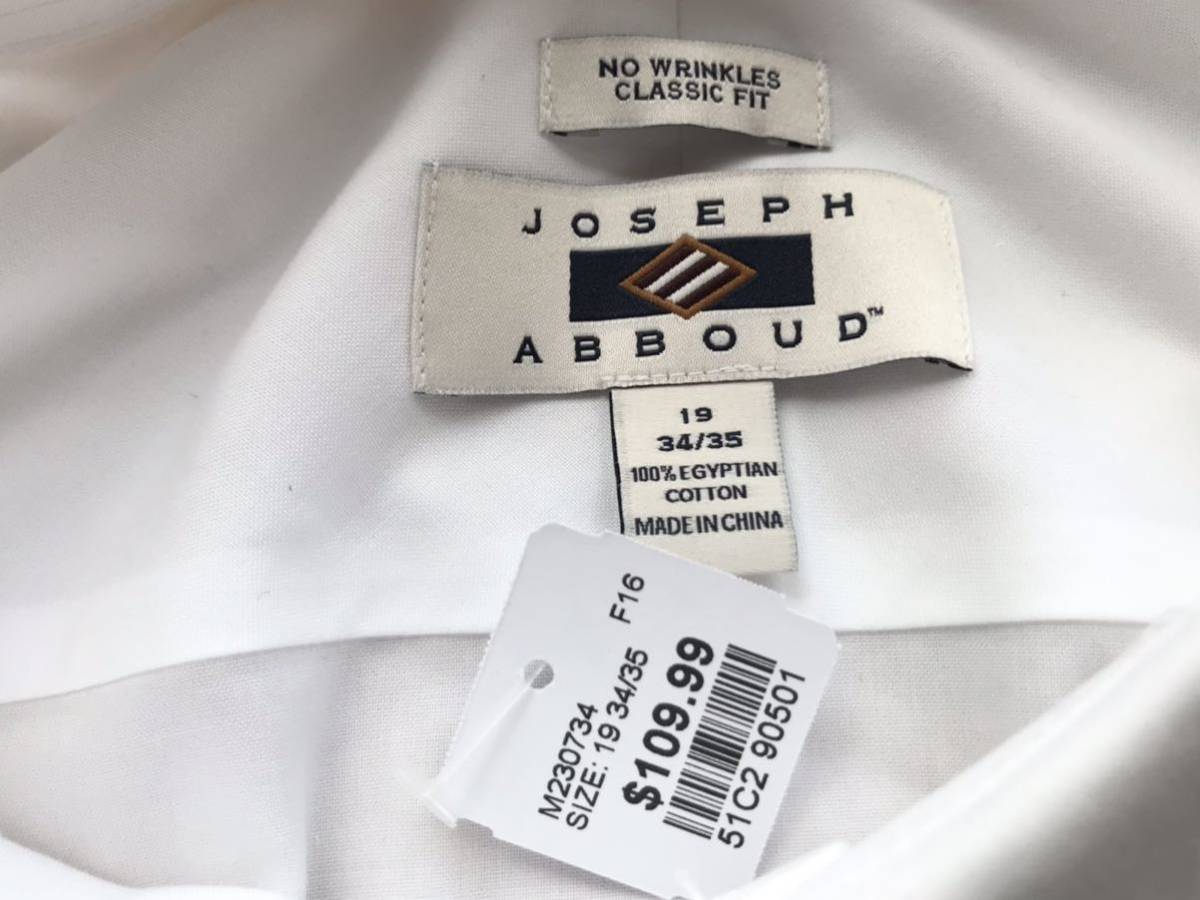 NO WRINKLES
CLASSIC FIT
JOSEPH
ABBOUD™
19
34/35
100% EGYPTIAN
COTTON
MADE IN CHINA
F16
M230734
SIZE: 19 34/35
$109.99
51C2 90501